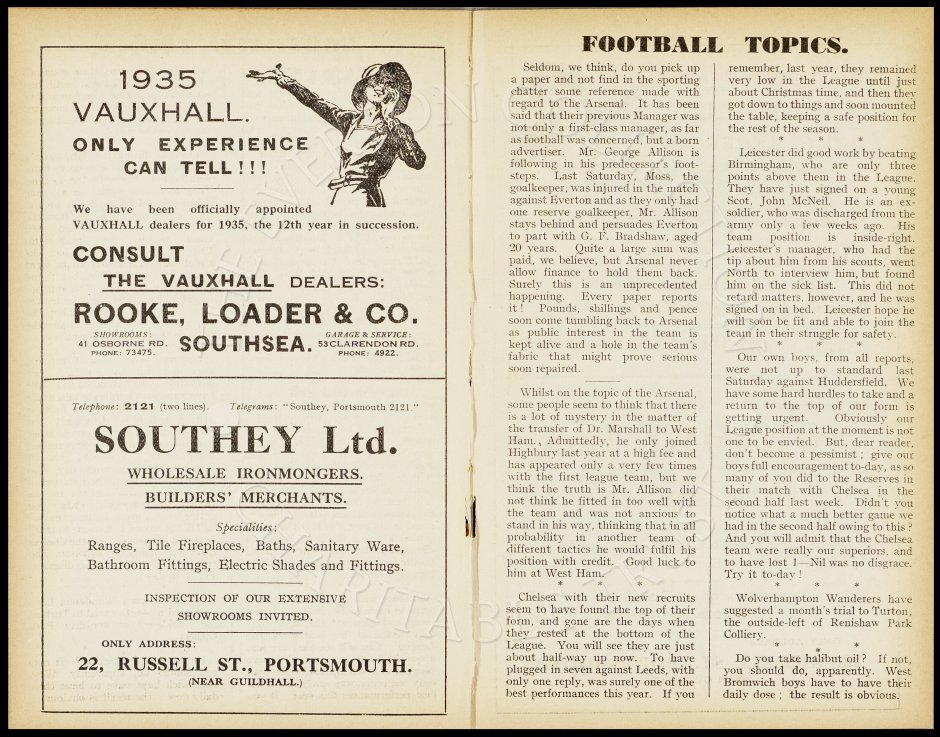 1935
VAUXHALL.
ONLY EXPERIENCE
CAN TELL!!!
We have been officially appointed
VAUXHALL dealers for 1935, the 12th year in succession.
CONSULT
THE VAUXHALL DEALERS:
ROOKE, LOADER & CO.
SHOWROOMS:
41 OSBORNE RD.
PHONE: 73475.
SOUTHSEA.
GARAGE & SERVICE:
53 CLARENDON RD.
PHONE: 4922.
Telephone: 2121 (two lines). Telegrams: "Southey, Portsmouth 2121."
SOUTHEY Ltd.
WHOLESALE IRONMONGERS.
BUILDERS' MERCHANTS.
Specialities:
Ranges, Tile Fireplaces, Baths, Sanitary Ware,
Bathroom Fittings, Electric Shades and Fittings.
INSPECTION OF OUR EXTENSIVE
SHOWROOMS INVITED.
ONLY ADDRESS:
22, RUSSELL ST., PORTSMOUTH.
(NEAR GUILDHALL.)
FOOTBALL TOPICS.
Seldom, we think, do you pick up
a paper and not find in the sporting
chatter some reference made with
regard to the Arsenal. It has been
said that their previous Manager was
not only a first-class manager, as far
as football was concerned, but a born
advertiser. Mr. George Allison is
following in his predecessor's foot-
steps. Last Saturday, Moss, the
goalkeeper, was injured in the match
against Everton and as they only had
one reserve goalkeeper, Mr. Allison
stays behind and persuades Everton
to part with G. F. Bradshaw, aged
20 years. Quite a large sum was
paid, we believe, but Arsenal never
allow finance to hold them back.
Surely this is an unprecedented
happening. Every paper reports
it! Pounds, shillings and pence
soon come tumbling back to Arsenal
as public interest in the team is
kept alive and a hole in the team's
fabric that might prove serious
soon repaired.
Whilst on the topic of the Arsenal,
some people seem to think that there
is a lot of mystery in the matter of
the transfer of Dr. Marshall to West
Ham., Admittedly, he only joined
Highbury last year at a high fee and
has appeared only a very few times
with the first league team, but we
think the truth is Mr. Allison did
not think he fitted in too well with
the team and was not anxious to
stand in his way, thinking that in all
probability in another team of
different tactics he would fulfil his
position with credit. Good luck to
him at West Ham.
* * *
Chelsea with their new recruits
seem to have found the top of their
form, and gone are the days when
they rested at the bottom of the
League. You will see they are just
about half-way up now. To have
plugged in seven against Leeds, with
only one reply, was surely one of the
best performances this year. If you
remember, last year, they remained
very low in the League until just
about Christmas time, and then they
got down to things and soon mounted
the table, keeping a safe position for
the rest of the season.
* * *
Leicester did good work by beating
Birmingham, who are only three
points above them in the League.
They have just signed on a young
Scot, John McNeil. He is an ex-
soldier, who was discharged from the
army only a few weeks ago. His
team position is inside-right.
Leicester's manager, who had the
tip about him from his scouts, went
North to interview him, but found
him on the sick list. This did not
retard matters, however, and he was
signed on in bed. Leicester hope he
will soon be fit and able to join the
team in their struggle for safety.
* * *
Our own boys, from all reports,
were not up to standard last
Saturday against Huddersfield. We
have some hard hurdles to take and a
return to the top of our form is
getting urgent. Obviously our
League position at the moment is not
one to be envied. But, dear reader,
don't become a pessimist; give our
boys full encouragement to-day, as so
many of you did to the Reserves in
their match with Chelsea in the
second half last week. Didn't you
notice what a much better game we
had in the second half owing to this?
And you will admit that the Chelsea
team were really our superiors, and
to have lost 1—Nil was no disgrace.
Try it to-day!
* * *
Wolverhampton Wanderers have
suggested a month's trial to Turton,
the outside-left of Renishaw Park
Colliery.
* * *
Do you take halibut oil? If not,
you should do, apparently. West
Bromwich boys have to have their
daily dose; the result is obvious.